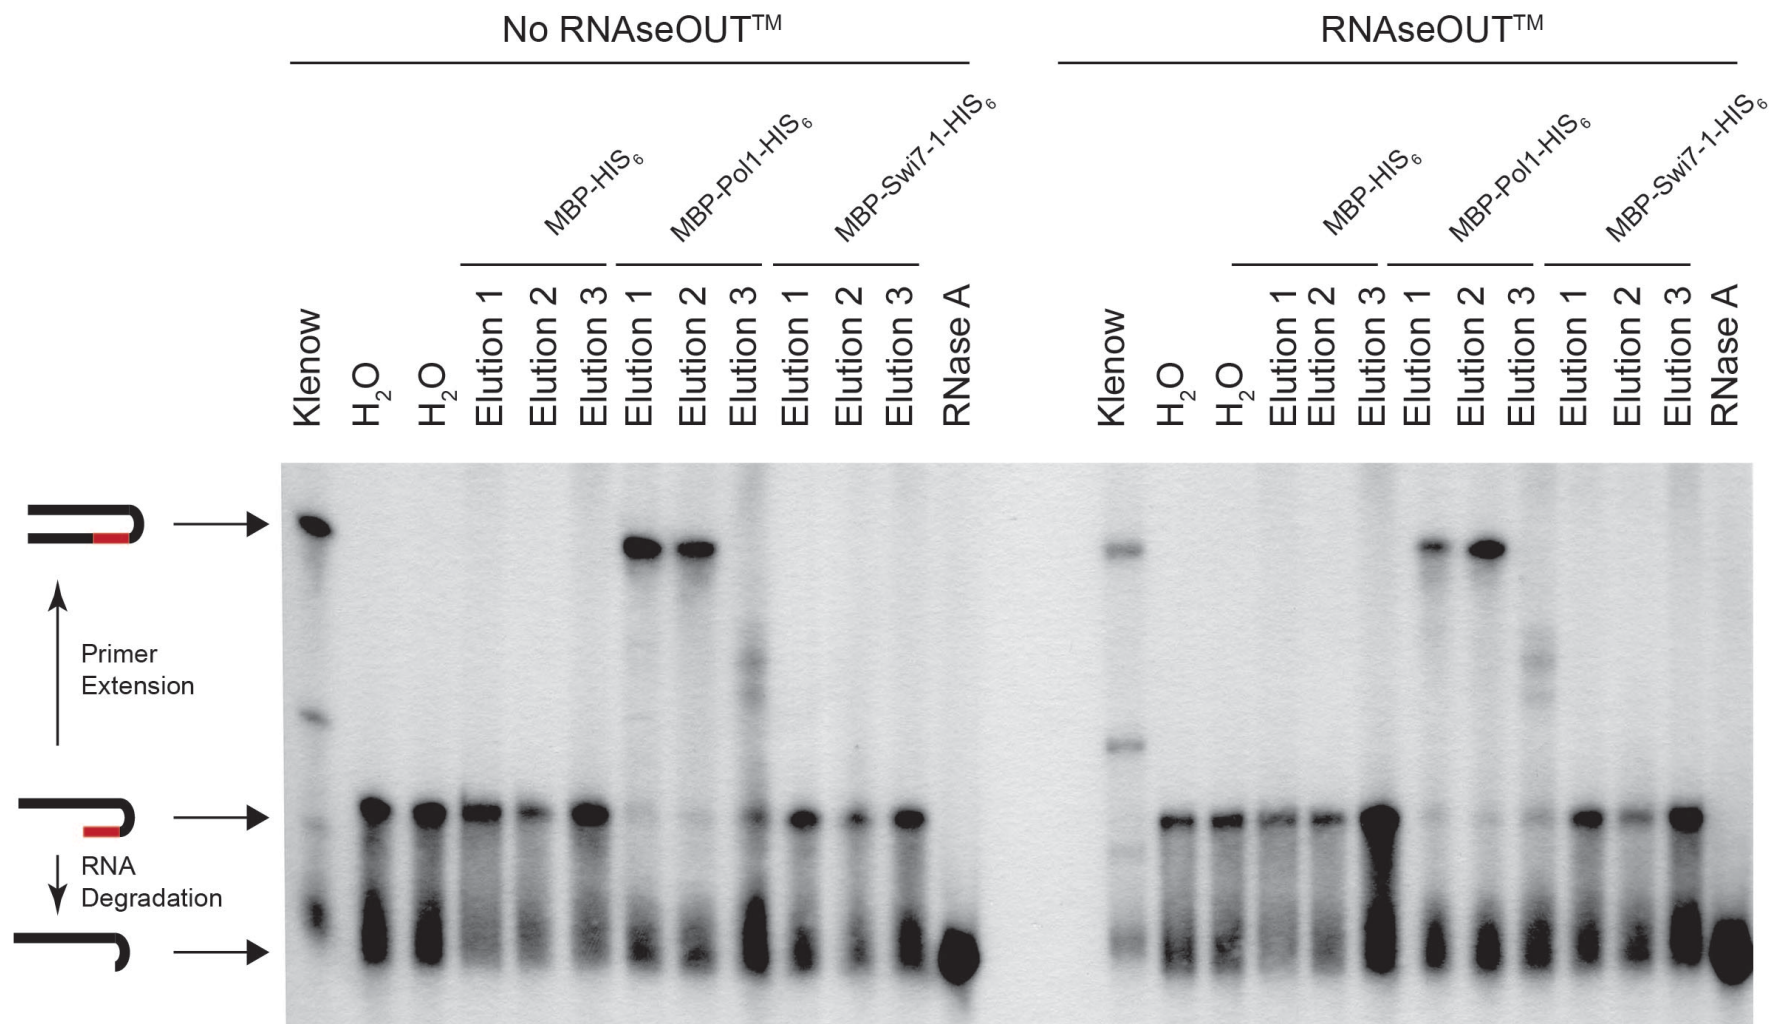 No RNAseOUT™
RNAseOUT™
MBP-HIS₆
MBP-Pol1-HIS₆
MBP-Swi7-1-HIS₆
MBP-HIS₆
MBP-Pol1-HIS₆
MBP-Swi7-1-HIS₆
Klenow
H₂O
H₂O
Elution 1
Elution 2
Elution 3
Elution 1
Elution 2
Elution 3
Elution 1
Elution 2
Elution 3
RNase A
Klenow
H₂O
H₂O
Elution 1
Elution 2
Elution 3
Elution 1
Elution 2
Elution 3
Elution 1
Elution 2
Elution 3
RNase A
Primer
Extension
RNA
Degradation